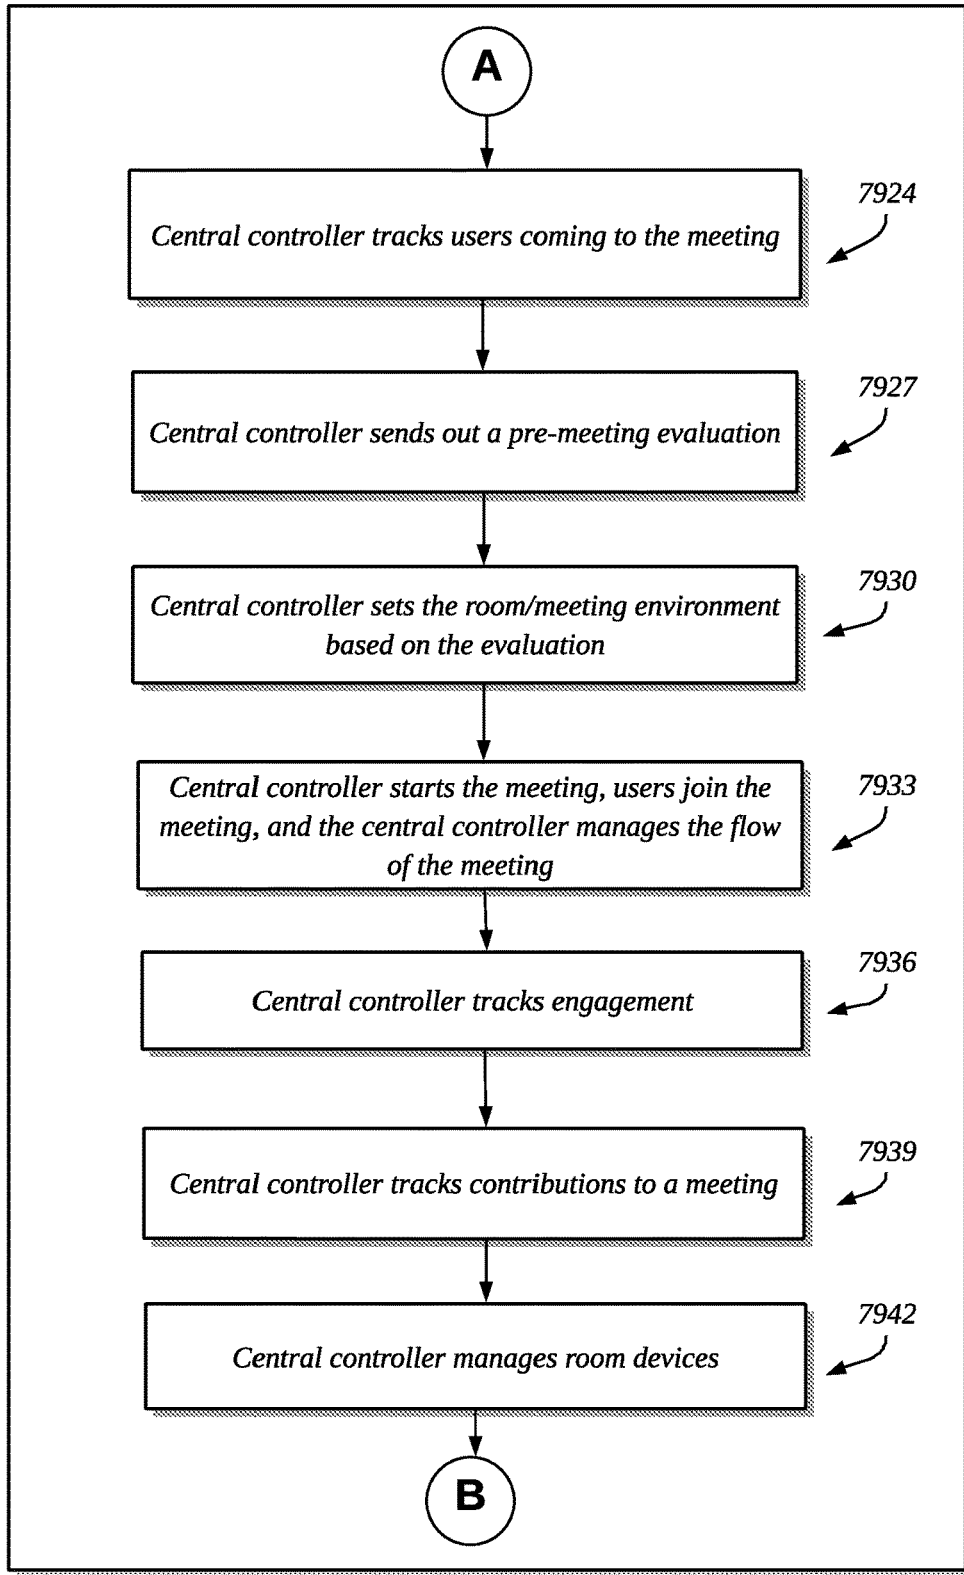 A
7924
Central controller tracks users coming to the meeting
7927
Central controller sends out a pre-meeting evaluation
7930
Central controller sets the room/meeting environment
based on the evaluation
7933
Central controller starts the meeting, users join the
meeting, and the central controller manages the flow
of the meeting
7936
Central controller tracks engagement
7939
Central controller tracks contributions to a meeting
7942
Central controller manages room devices
B